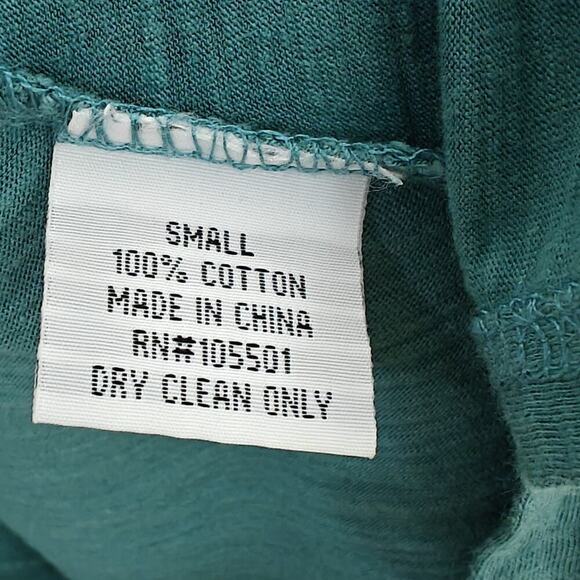 SMALL
100% COTTON
MADE IN CHINA
RN#105501
DRY CLEAN ONLY